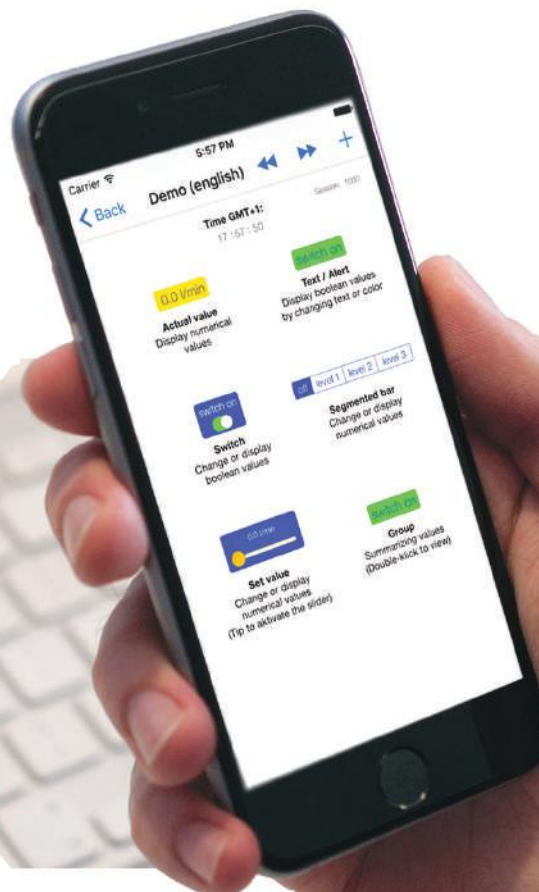 Carrier
5:57 PM
Back
Demo (english)
Time GMT+1:
Session: 1000
17:57:50
0.0 l/min
Actual value
Display numerical
values
switch on
Text / Alert
Display boolean values
by changing text or color
switch on
Switch
Change or display
boolean values
off level 1 level 2 level 3
Segmented bar
Change or display
numerical values
0.0 l/min
Set value
Change or display
numerical values
(Tip to aktivate the slider)
switch on
Group
Summarizing values
(Double-klick to view)